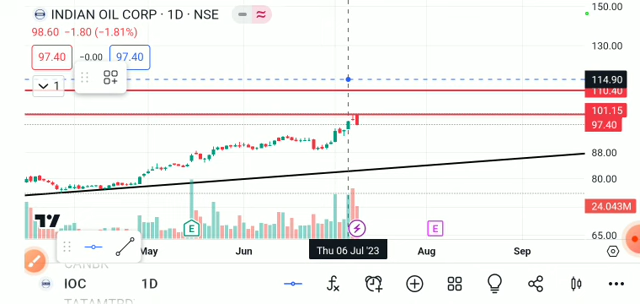 INDIAN OIL CORP · 1D · NSE
98.60 −1.80 (−1.81%)
97.40 −0.00 97.40
1
150.00
130.00
114.90
110.40
101.15
97.40
88.00
80.00
24.043M
65.00
E E
May Jun Thu 06 Jul '23 Aug Sep
IOC 1D